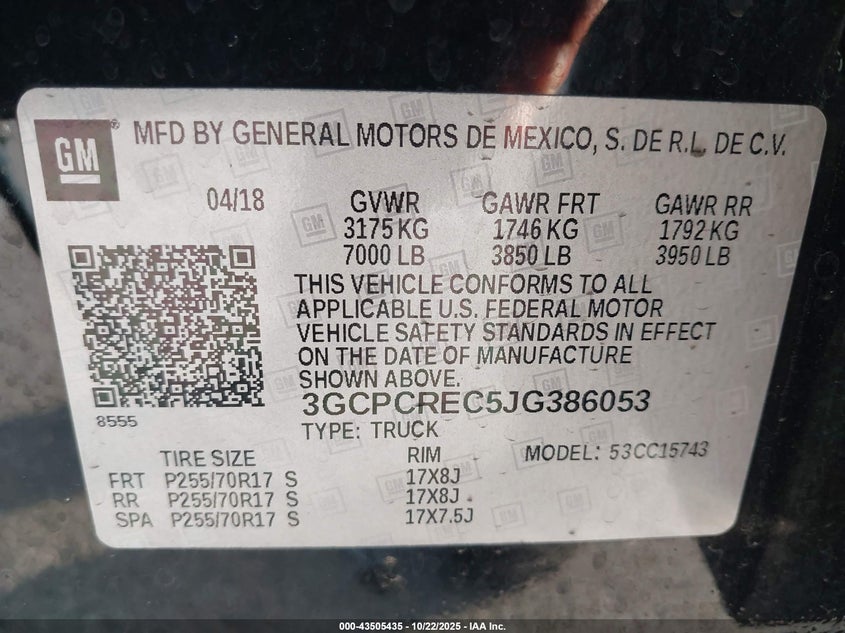 GM ® MFD BY GENERAL MOTORS DE MEXICO, S. DE R.L. DE C.V.
04/18 GVWR GAWR FRT GAWR RR
3175 KG 1746 KG 1792 KG
7000 LB 3850 LB 3950 LB
THIS VEHICLE CONFORMS TO ALL
APPLICABLE U.S. FEDERAL MOTOR
VEHICLE SAFETY STANDARDS IN EFFECT
ON THE DATE OF MANUFACTURE
SHOWN ABOVE.
3GCPCREC5JG386053
8555
TYPE: TRUCK
TIRE SIZE RIM MODEL: 53CC15743
FRT P255/70R17 S 17X8J
RR P255/70R17 S 17X8J
SPA P255/70R17 S 17X7.5J
000-43505435 - 10/22/2025 - IAA Inc.